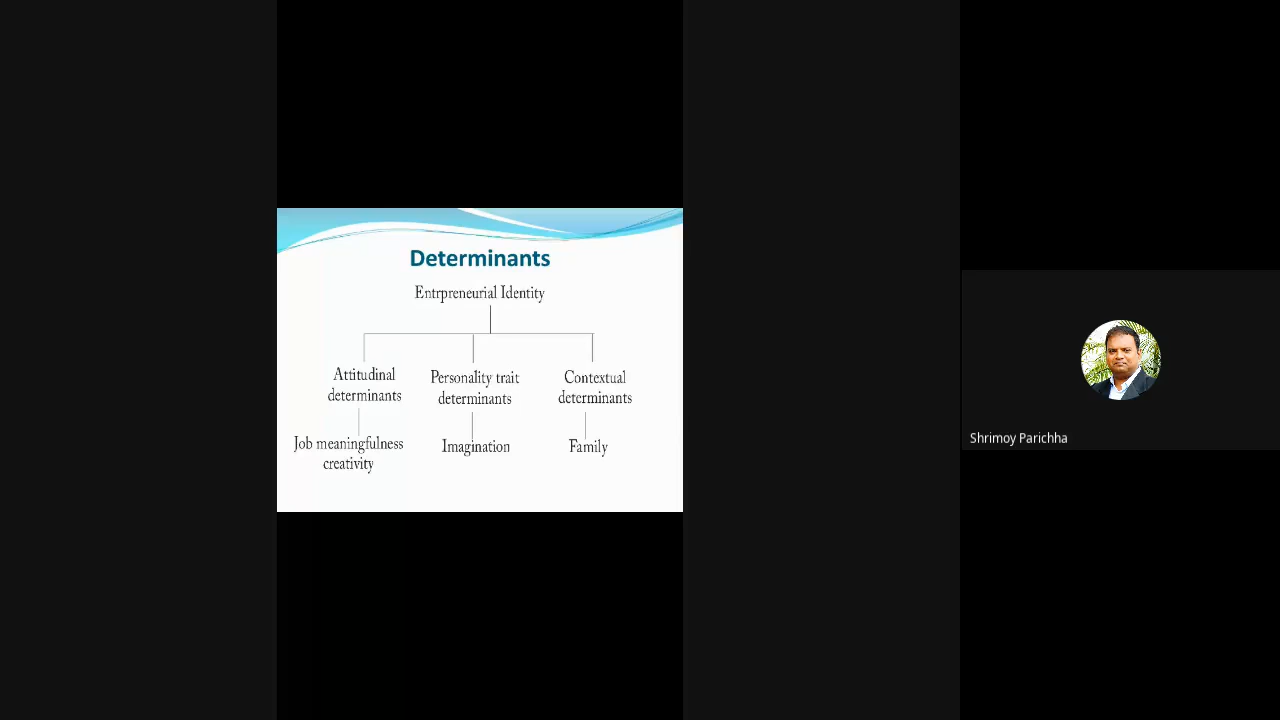 Determinants
Entrpreneurial Identity
Attitudinal
determinants
Personality trait
determinants
Contextual
determinants
Job meaningfulness
creativity
Imagination
Family
Shrimoy Parichha